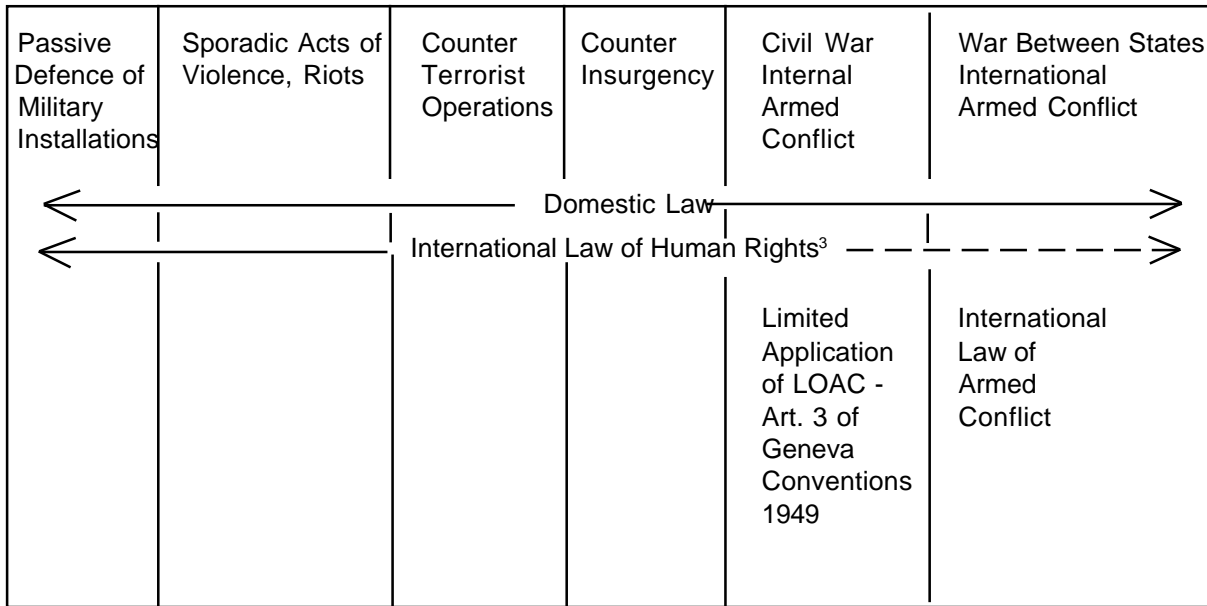 Passive
Defence of
Military
Installations
Sporadic Acts of
Violence, Riots
Counter
Terrorist
Operations
Counter
Insurgency
Civil War
Internal
Armed
Conflict
War Between States
International
Armed Conflict
Domestic Law
International Law of Human Rights³
Limited
Application
of LOAC -
Art. 3 of
Geneva
Conventions
1949
International
Law of
Armed
Conflict